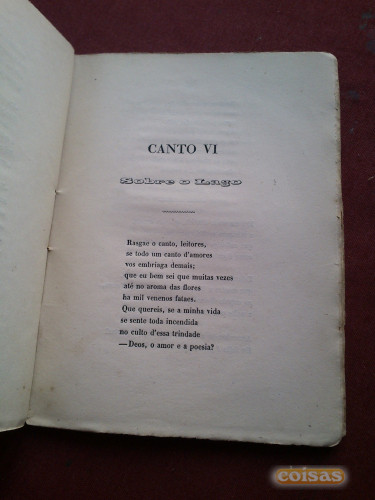 CANTO VI
Sobre o Lago
Rasgae o canto, leitores,
se todo um canto d'amores
vos embriaga demais;
que eu bem sei que muitas vezes
até no aroma das flores
ha mil venenos fataes.
Que quereis, se a minha vida
se sente toda incendida
no culto d'essa trindade
—Deos, o amor e a poesia?
coisas